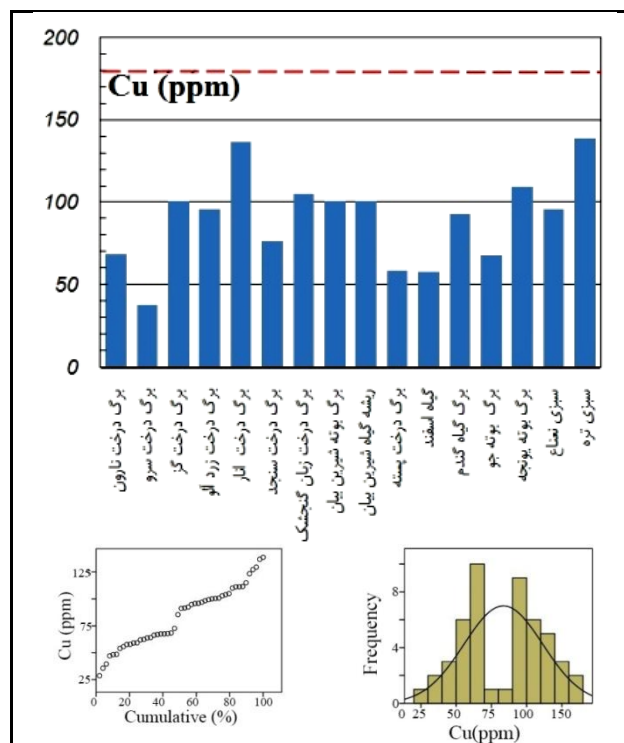 200
Cu (ppm)
150
100
50
0
برگ درخت نارون
برگ درخت سرو
برگ درخت گز
برگ درخت زرد آلو
برگ درخت انار
برگ درخت سنجد
برگ درخت زبان گنجشک
برگ بوته شیرین بیان
ریشه گیاه شیرین بیان
برگ درخت پسته
گیاه اسفند
برگ گیاه گندم
برگ بوته جو
برگ بوته یونجه
سبزی نعناع
سبزی تره
Cu (ppm)
125
75
25
0 20 40 60 80 100
Cumulative (%)
Frequency
8
4
0
0 25 50 75 100 150
Cu(ppm)